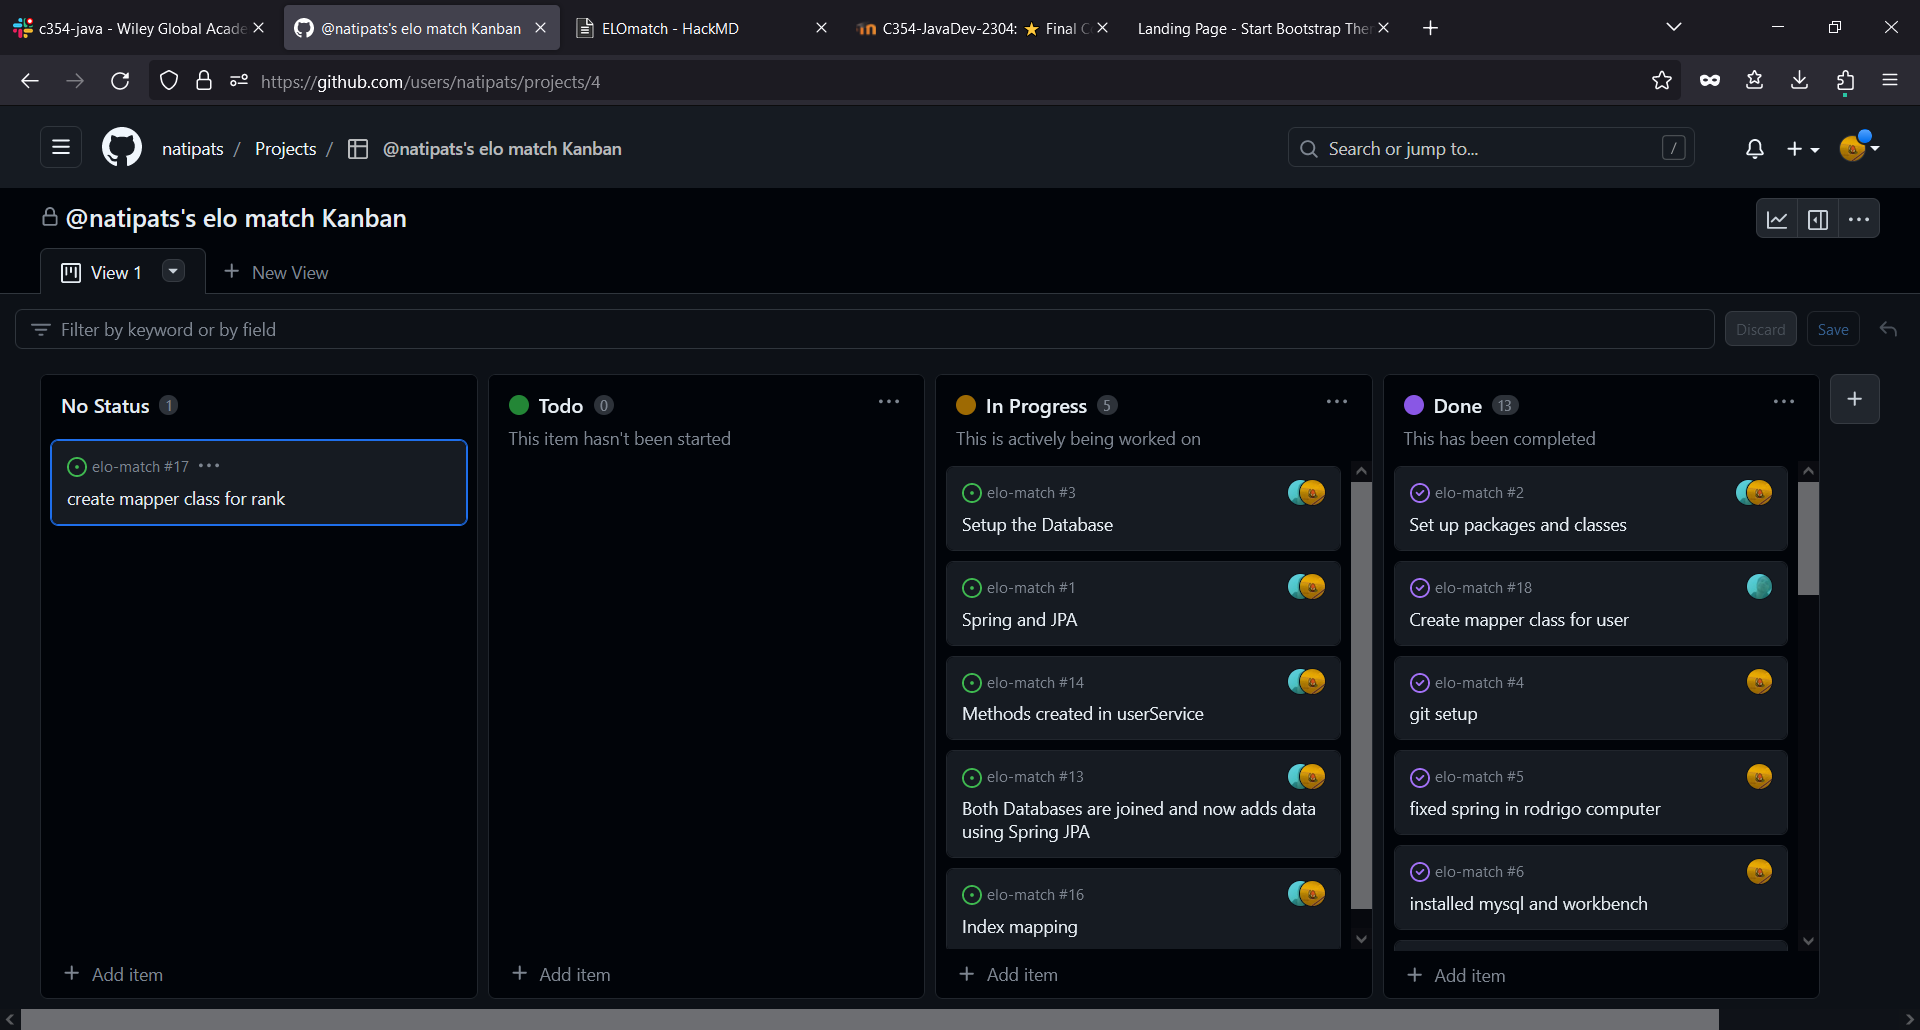 c354-java - Wiley Global Acade
@natipats's elo match Kanban
ELOmatch - HackMD
C354-JavaDev-2304: ⭐ Final C
Landing Page - Start Bootstrap The
https://github.com/users/natipats/projects/4
natipats / Projects / @natipats's elo match Kanban
Search or jump to...
/
@natipats's elo match Kanban
View 1
New View
Filter by keyword or by field
Discard
Save
No Status 1
elo-match #17
create mapper class for rank
Add item
Todo 0
This item hasn't been started
Add item
In Progress 5
This is actively being worked on
elo-match #3
Setup the Database
elo-match #1
Spring and JPA
elo-match #14
Methods created in userService
elo-match #13
Both Databases are joined and now adds data
using Spring JPA
elo-match #16
Index mapping
Add item
Done 13
This has been completed
elo-match #2
Set up packages and classes
elo-match #18
Create mapper class for user
elo-match #4
git setup
elo-match #5
fixed spring in rodrigo computer
elo-match #6
installed mysql and workbench
Add item